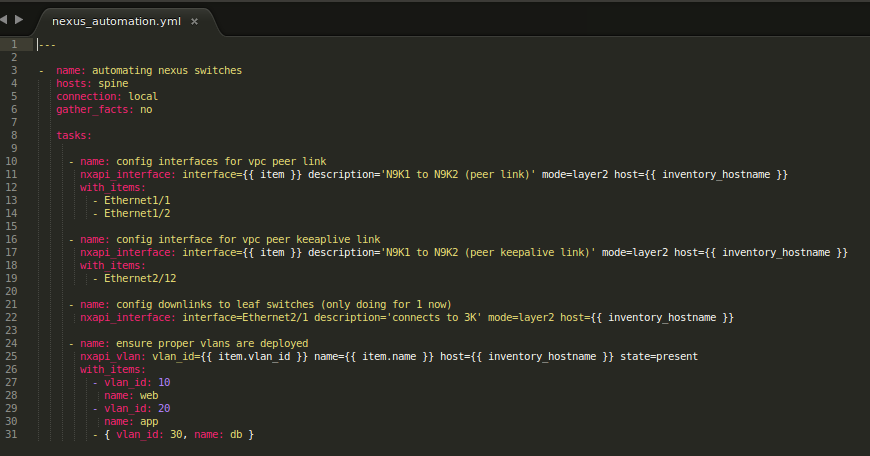 nexus_automation.yml ×
1 ---
2
3 -  name: automating nexus switches
4    hosts: spine
5    connection: local
6    gather_facts: no
7
8    tasks:
9
10      - name: config interfaces for vpc peer link
11        nxapi_interface: interface={{ item }} description='N9K1 to N9K2 (peer link)' mode=layer2 host={{ inventory_hostname }}
12        with_items:
13          - Ethernet1/1
14          - Ethernet1/2
15
16      - name: config interface for vpc peer keeaplive link
17        nxapi_interface: interface={{ item }} description='N9K1 to N9K2 (peer keepalive link)' mode=layer2 host={{ inventory_hostname }}
18        with_items:
19          - Ethernet2/12
20
21      - name: config downlinks to leaf switches (only doing for 1 now)
22        nxapi_interface: interface=Ethernet2/1 description='connects to 3K' mode=layer2 host={{ inventory_hostname }}
23
24      - name: ensure proper vlans are deployed
25        nxapi_vlan: vlan_id={{ item.vlan_id }} name={{ item.name }} host={{ inventory_hostname }} state=present
26        with_items:
27          - vlan_id: 10
28            name: web
29          - vlan_id: 20
30            name: app
31          - { vlan_id: 30, name: db }